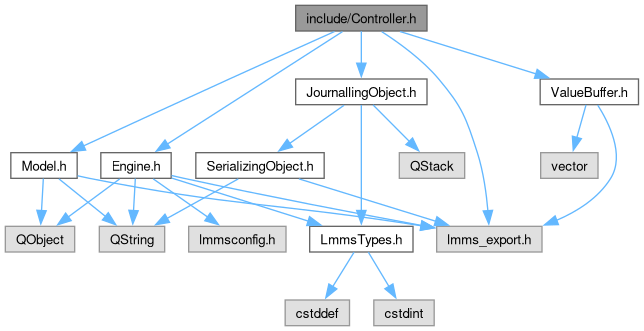 include/Controller.h
JournallingObject.h
ValueBuffer.h
Model.h
Engine.h
SerializingObject.h
QStack
vector
QObject
QString
lmmsconfig.h
LmmsTypes.h
lmms_export.h
cstddef
cstdint